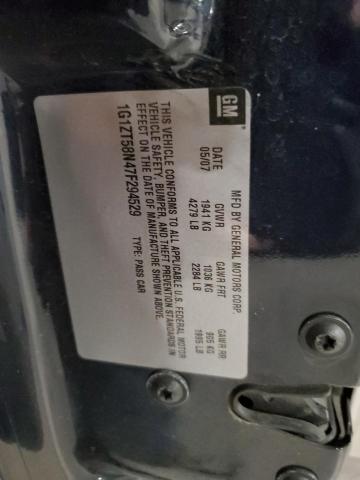 GM
MFD BY GENERAL MOTORS CORP.
DATE GVWR GAWR FRT GAWR RR
05/07 1941 KG 1036 KG 905 KG
4279 LB 2284 LB 1995 LB
THIS VEHICLE CONFORMS TO ALL APPLICABLE U.S. FEDERAL MOTOR
VEHICLE SAFETY, BUMPER, AND THEFT PREVENTION STANDARDS IN
EFFECT ON THE DATE OF MANUFACTURE SHOWN ABOVE.
1G1ZT58N47F294529 TYPE: PASS CAR